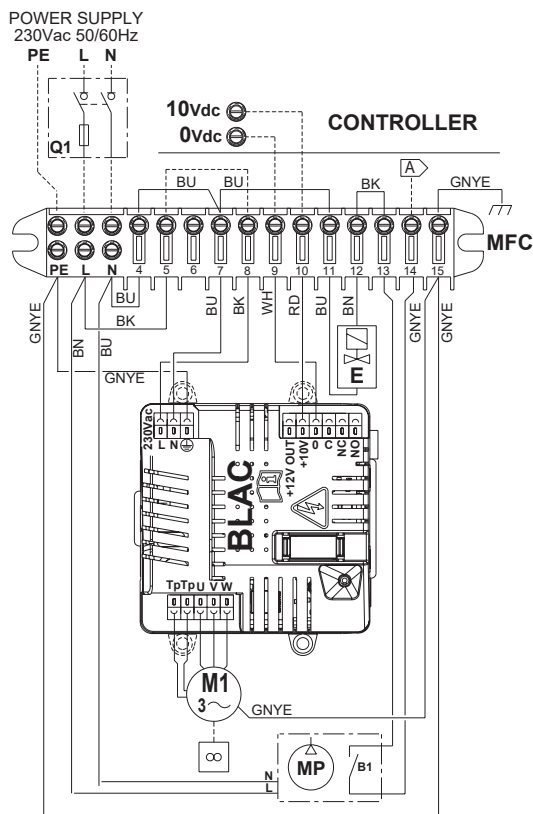 POWER SUPPLY
230Vac 50/60Hz
PE L N
Q1
10Vdc
0Vdc
CONTROLLER
A
BU BU BK GNYE
MFC
PE L N 4 5 6 7 8 9 10 11 12 13 14 15
GNYE BN BU BU BK GNYE BU BK WH RD BU BN GNYE GNYE
E
230Vac
L N
+12V OUT
+10V
0
C
NC
NO
BLAC
i
Tp Tp U V W
M1
3~
GNYE
8
MP
B1
N
L